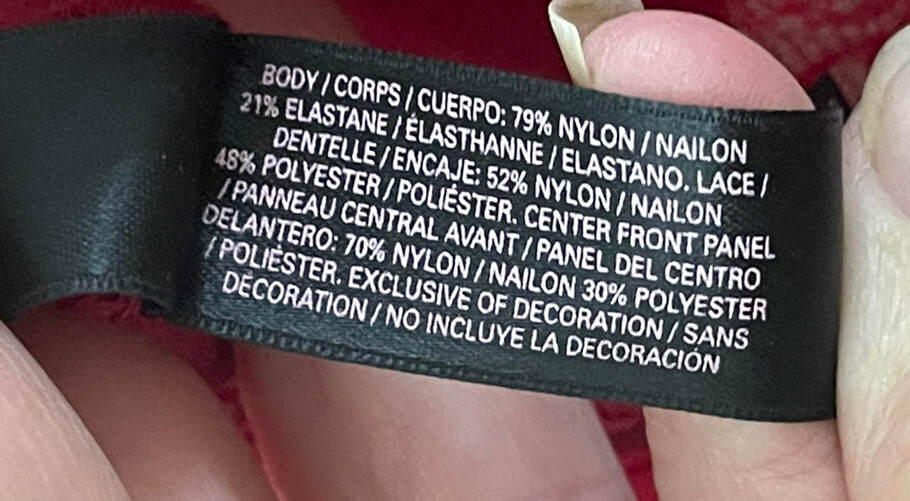 BODY / CORPS / CUERPO: 79% NYLON / NAILON
21% ELASTANE / ÉLASTHANNE / ELASTANO. LACE /
DENTELLE / ENCAJE: 52% NYLON / NAILON
48% POLYESTER / POLIÉSTER. CENTER FRONT PANEL
/ PANNEAU CENTRAL AVANT / PANEL DEL CENTRO
DELANTERO: 70% NYLON / NAILON 30% POLYESTER
/ POLIÉSTER. EXCLUSIVE OF DECORATION / SANS
DÉCORATION / NO INCLUYE LA DECORACIÓN